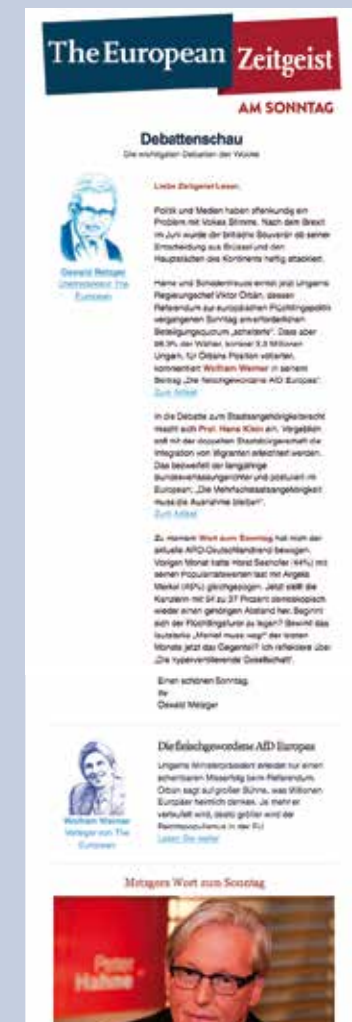 The European
Zeitgeist
AM SONNTAG
Debattenschau
Die wichtigsten Debatten der Woche
Liebe Zeitgeist-Leser,
Politik und Medien haben offenkundig ein
Problem mit Volkes Stimme. Nach dem Brexit
im Juni wurde der britische Souverän ob seiner
Entscheidung aus Brüssel und den
Hauptstädten des Kontinents heftig attackiert.
Häme und Schadenfreude erntet jetzt Ungarns
Regierungschef Viktor Orbán, dessen
Referendum zur europäischen Flüchtlingspolitik
vergangenen Sonntag am erforderlichen
Beteiligungsquorum „scheiterte“. Dass aber
der Wähler, 3,3 Millionen
Ungarn, für Orbáns Position votierten,
kommentiert Wolfram Weimer in seinem
Beitrag „Die fleischgewordene AfD Europas“.
Zum Artikel
In die Debatte zum Staatsangehörigkeitsrecht
mischt sich Prof. Hans Klein ein. Vorgeblich
soll mit der doppelten Staatsbürgerschaft die
Integration von Migranten erleichtert werden.
Das bezweifelt der langjährige
Bundesverfassungsrichter und postuliert im
European: „Die Mehrfachstaatsangehörigkeit
muss die Ausnahme bleiben“.
Zum Artikel
Zu meinem Wort zum Sonntag hat mich der
aktuelle ARD-Deutschlandtrend bewogen.
Vorigen Monat hatte Horst Seehofer (44%) mit
seinen Popularitätswerten fast mit Angela
Merkel (45%) gleichgezogen. Jetzt stellt die
Kanzlerin mit 54 zu 37 Prozent demoskopisch
wieder einen gehörigen Abstand her. Beginnt
sich der Flüchtlingsfuror zu legen? Bewirkt das
lautstarke „Merkel muss weg!“ der letzten
Monate jetzt das Gegenteil? Ich reflektiere über
„Die hyperventilierende Gesellschaft“.
Einen schönen Sonntag,
Ihr
Oswald Metzger
Oswald Metzger
The
European
Die fleischgewordene AfD Europas
Ungarns Ministerpräsident erleidet nur einen
scheinbaren Misserfolg beim Referendum.
Orbán sagt auf großer Bühne, was Millionen
Europäer heimlich denken. Je mehr er
verteufelt wird, desto größer wird der
Rechtspopulismus in der EU.
Lesen Sie weiter
Wolfram Weimer
Verleger von The
European
Metzgers Wort zum Sonntag
Peter
Hahne